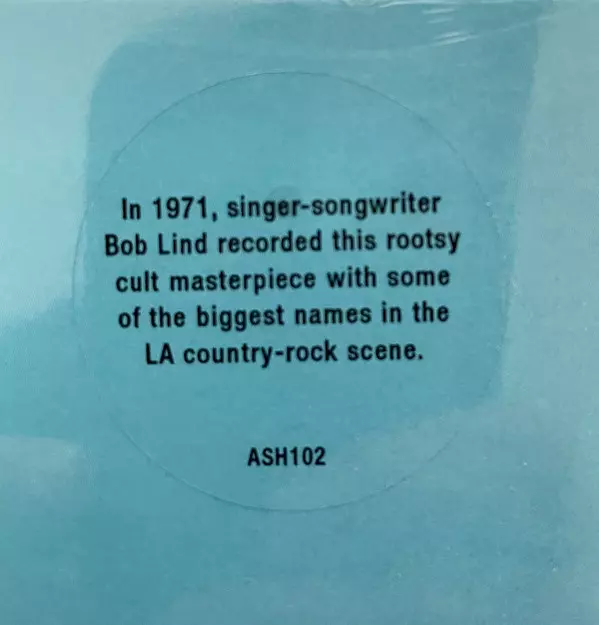 In 1971, singer-songwriter
Bob Lind recorded this rootsy
cult masterpiece with some
of the biggest names in the
LA country-rock scene.
ASH102